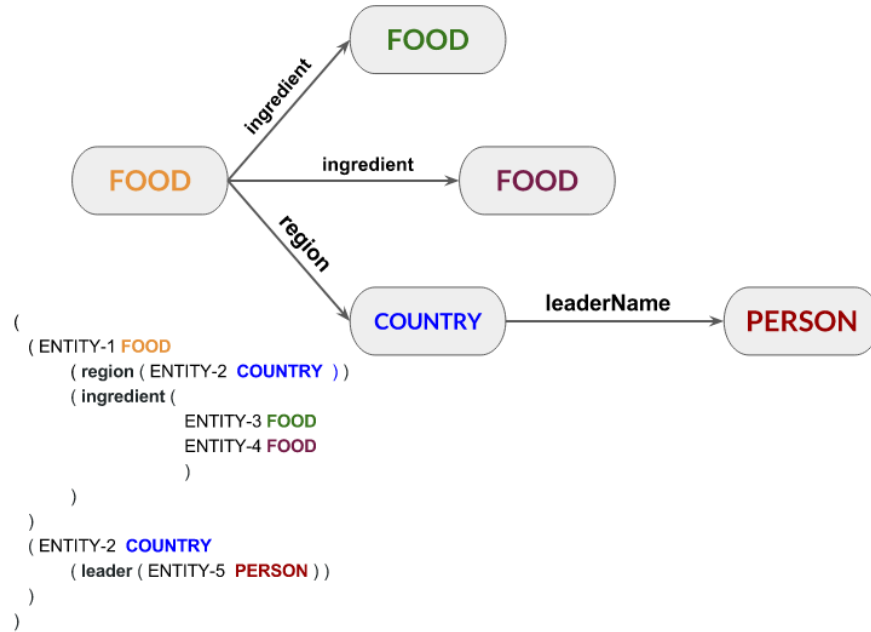 FOOD
ingredient
ingredient
FOOD
FOOD
region
leaderName
COUNTRY
PERSON
(
( ENTITY-1 FOOD
( region ( ENTITY-2 COUNTRY ) )
( ingredient (
ENTITY-3 FOOD
ENTITY-4 FOOD
)
)
)
( ENTITY-2 COUNTRY
( leader ( ENTITY-5 PERSON ) )
)
)